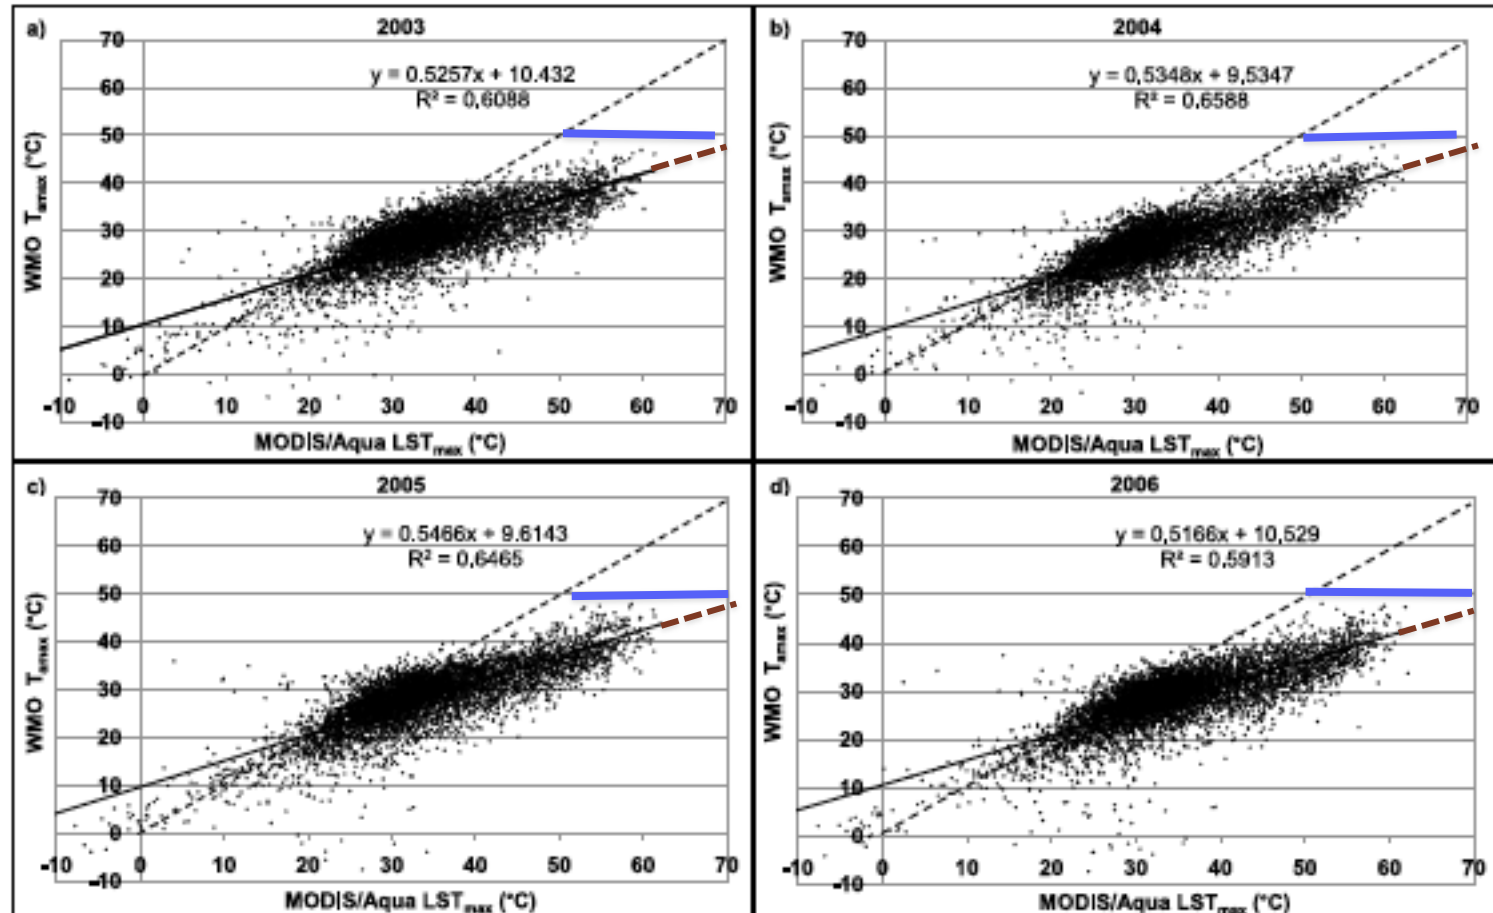 a)
2003
y = 0.5257x + 10.432
R² = 0.6088
70
60
50
40
30
20
10
0
-10
-10 0 10 20 30 40 50 60 70
WMO Tamax (°C)
MODIS/Aqua LSTmax (°C)
b)
2004
y = 0,5348x + 9,5347
R² = 0.6588
70
60
50
40
30
20
10
0
-10
-10 0 10 20 30 40 50 60 70
WMO Tamax (°C)
MODIS/Aqua LSTmax (°C)
c)
2005
y = 0.5466x + 9.6143
R² = 0.6465
70
60
50
40
30
20
10
0
-10
-10 0 10 20 30 40 50 60 70
WMO Tamax (°C)
MODIS/Aqua LSTmax (°C)
d)
2006
y = 0,5166x + 10,529
R² = 0.5913
70
60
50
40
30
20
10
0
-10
-10 0 10 20 30 40 50 60 70
WMO Tamax (°C)
MODIS/Aqua LSTmax (°C)